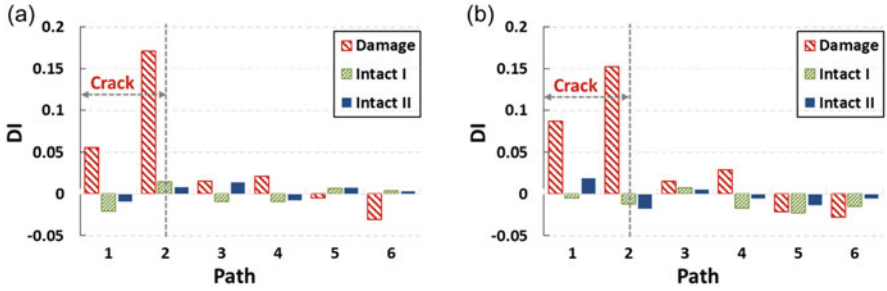 (a)
0.2
0.15
0.1
0.05
0
-0.05
DI
Crack
Damage
Intact I
Intact II
1 2 3 4 5 6
Path
(b)
0.2
0.15
0.1
0.05
0
-0.05
DI
Crack
Damage
Intact I
Intact II
1 2 3 4 5 6
Path